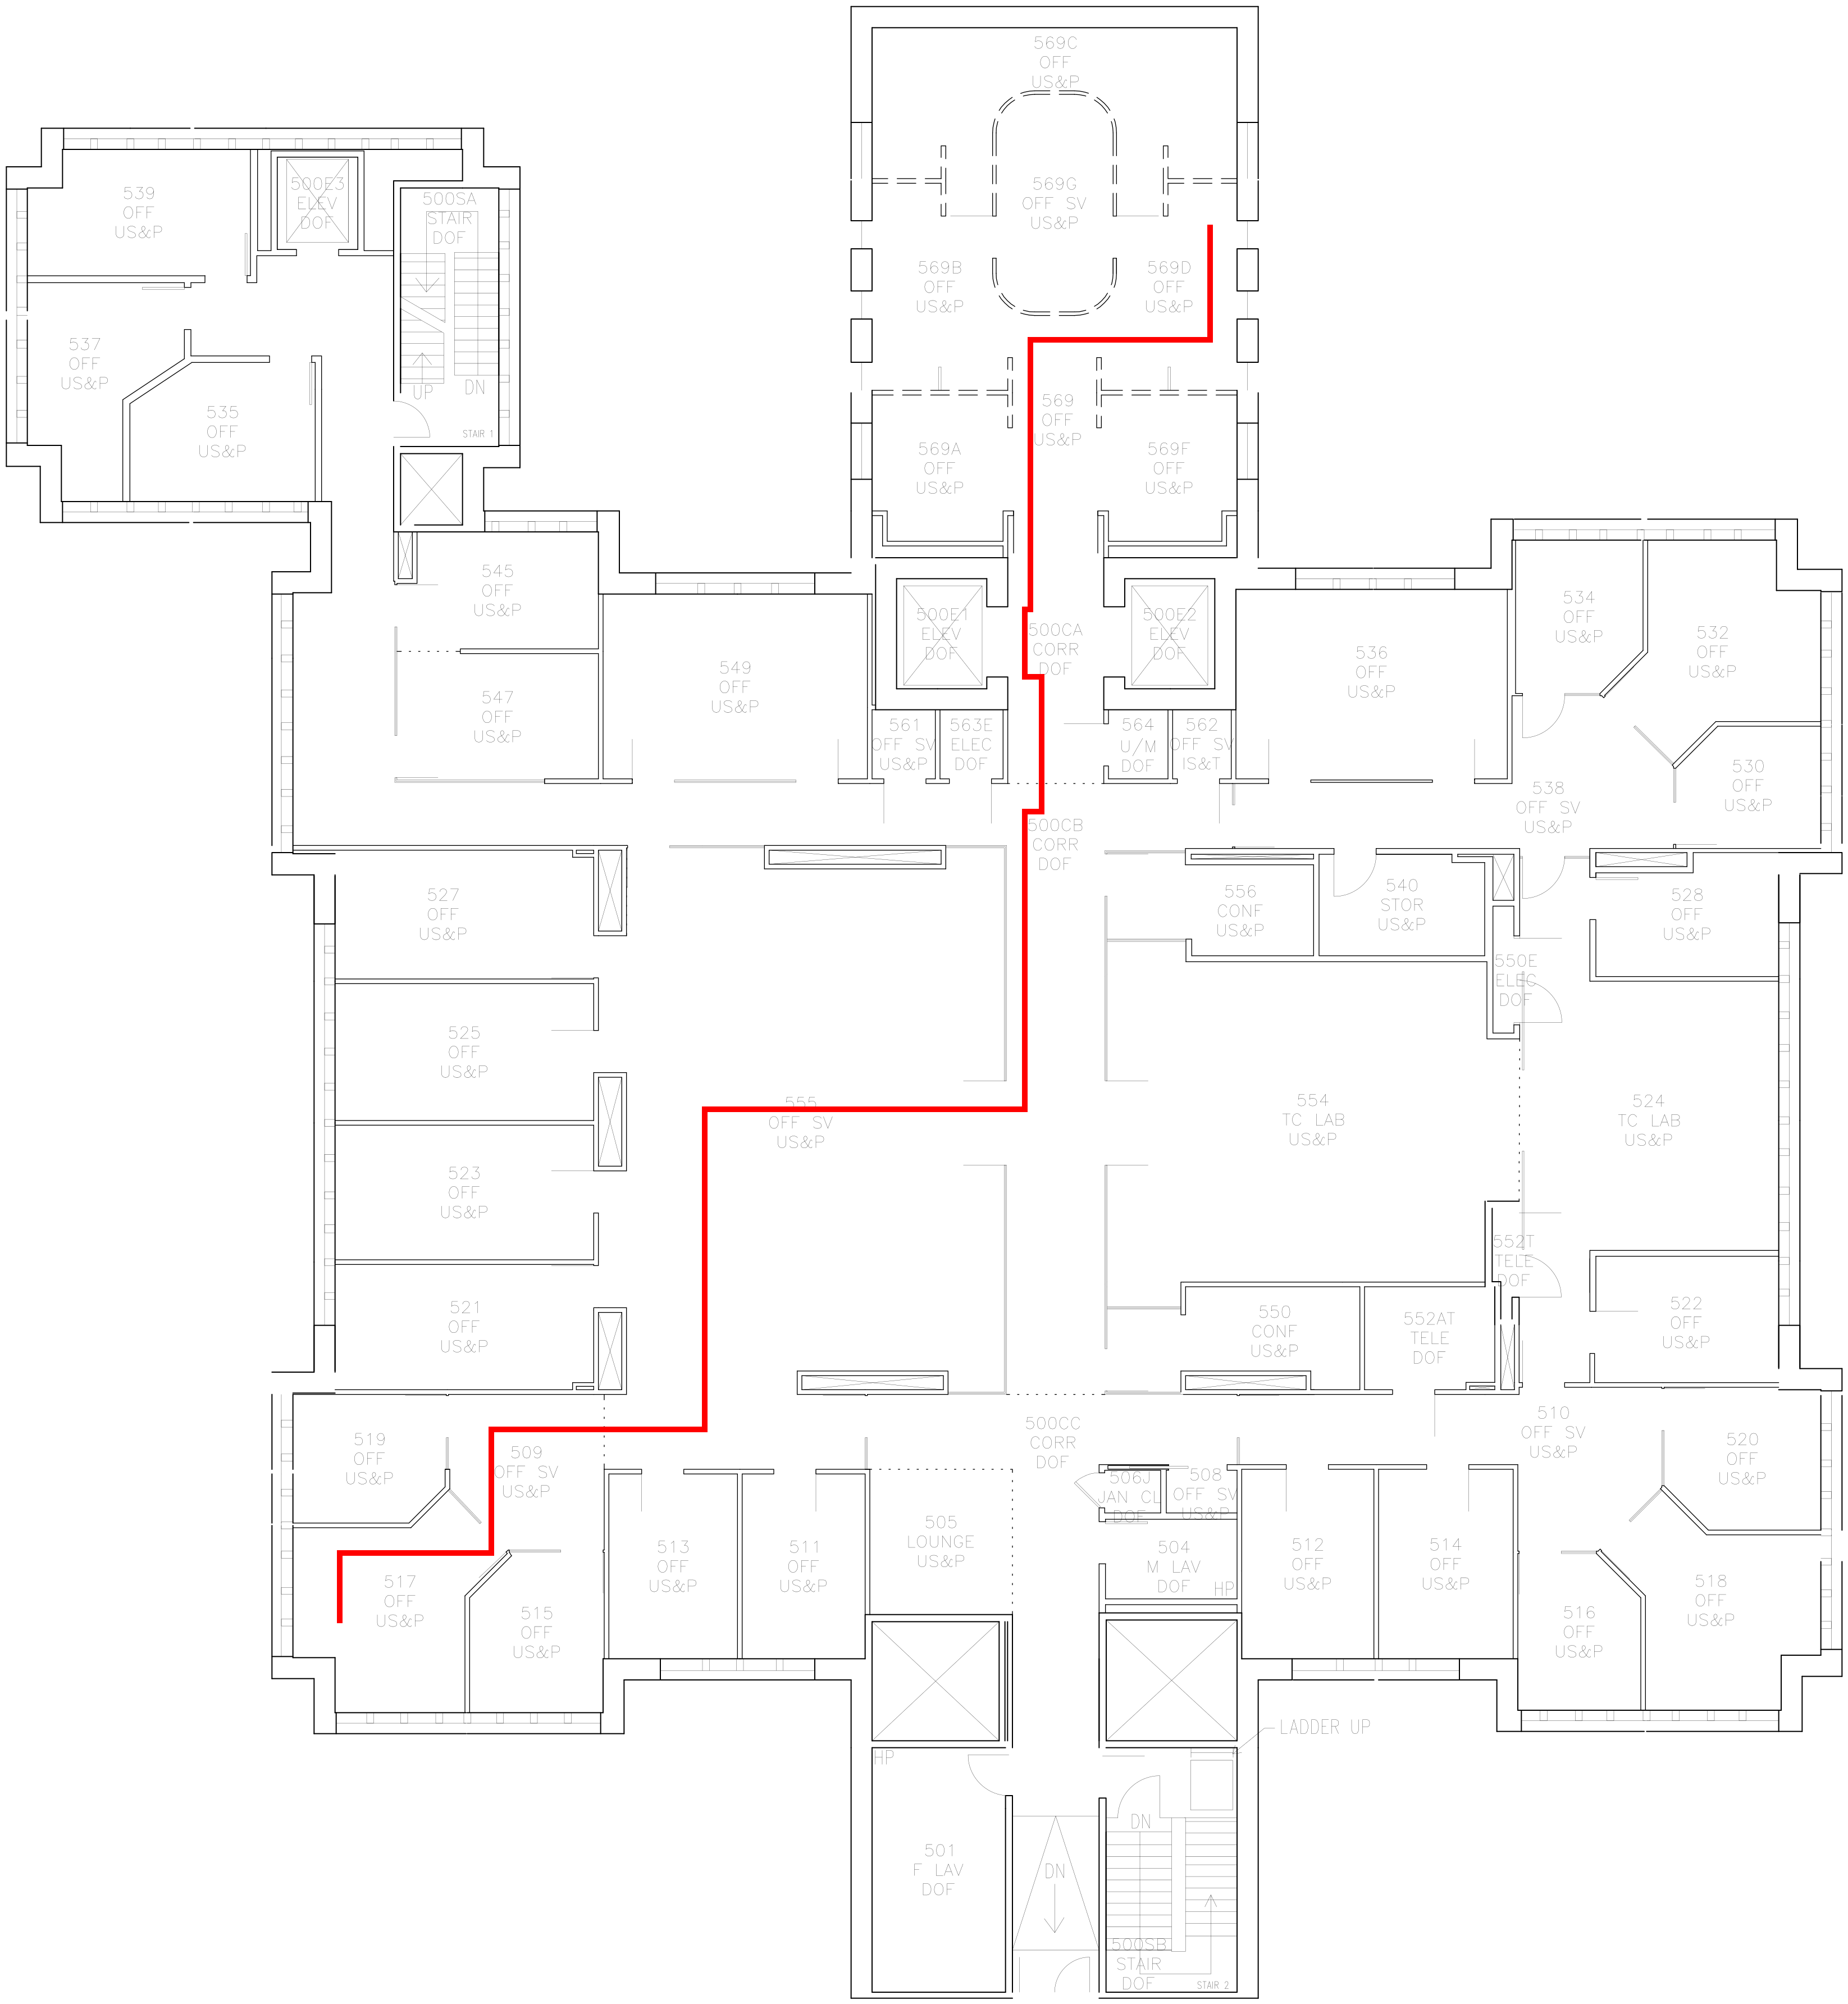 569C
OFF
US&P
539
OFF
US&P
500E3
ELEV
DOF
500SA
STAIR
DOF
569G
OFF SV
US&P
569B
OFF
US&P
569D
OFF
US&P
537
OFF
US&P
UP
DN
STAIR 1
535
OFF
US&P
569
OFF
US&P
569A
OFF
US&P
569F
OFF
US&P
545
OFF
US&P
500E1
ELEV
DOF
500CA
CORR
DOF
500E2
ELEV
DOF
534
OFF
US&P
532
OFF
US&P
549
OFF
US&P
536
OFF
US&P
547
OFF
US&P
561
OFF SV
US&P
563E
ELEC
DOF
564
U/M
DOF
562
OFF SV
IS&T
538
OFF SV
US&P
530
OFF
US&P
500CB
CORR
DOF
527
OFF
US&P
556
CONF
US&P
540
STOR
US&P
528
OFF
US&P
550E
ELEC
DOF
525
OFF
US&P
555
OFF SV
US&P
554
TC LAB
US&P
524
TC LAB
US&P
523
OFF
US&P
552T
TELE
DOF
521
OFF
US&P
550
CONF
US&P
552AT
TELE
DOF
522
OFF
US&P
519
OFF
US&P
509
OFF SV
US&P
500CC
CORR
DOF
510
OFF SV
US&P
520
OFF
US&P
506J
JAN CL
DOF
508
OFF SV
US&P
505
LOUNGE
US&P
513
OFF
US&P
511
OFF
US&P
504
M LAV
DOF
HP
512
OFF
US&P
514
OFF
US&P
517
OFF
US&P
515
OFF
US&P
516
OFF
US&P
518
OFF
US&P
LADDER UP
HP
DN
501
F LAV
DOF
DN
500SB
STAIR
DOF
STAIR 2